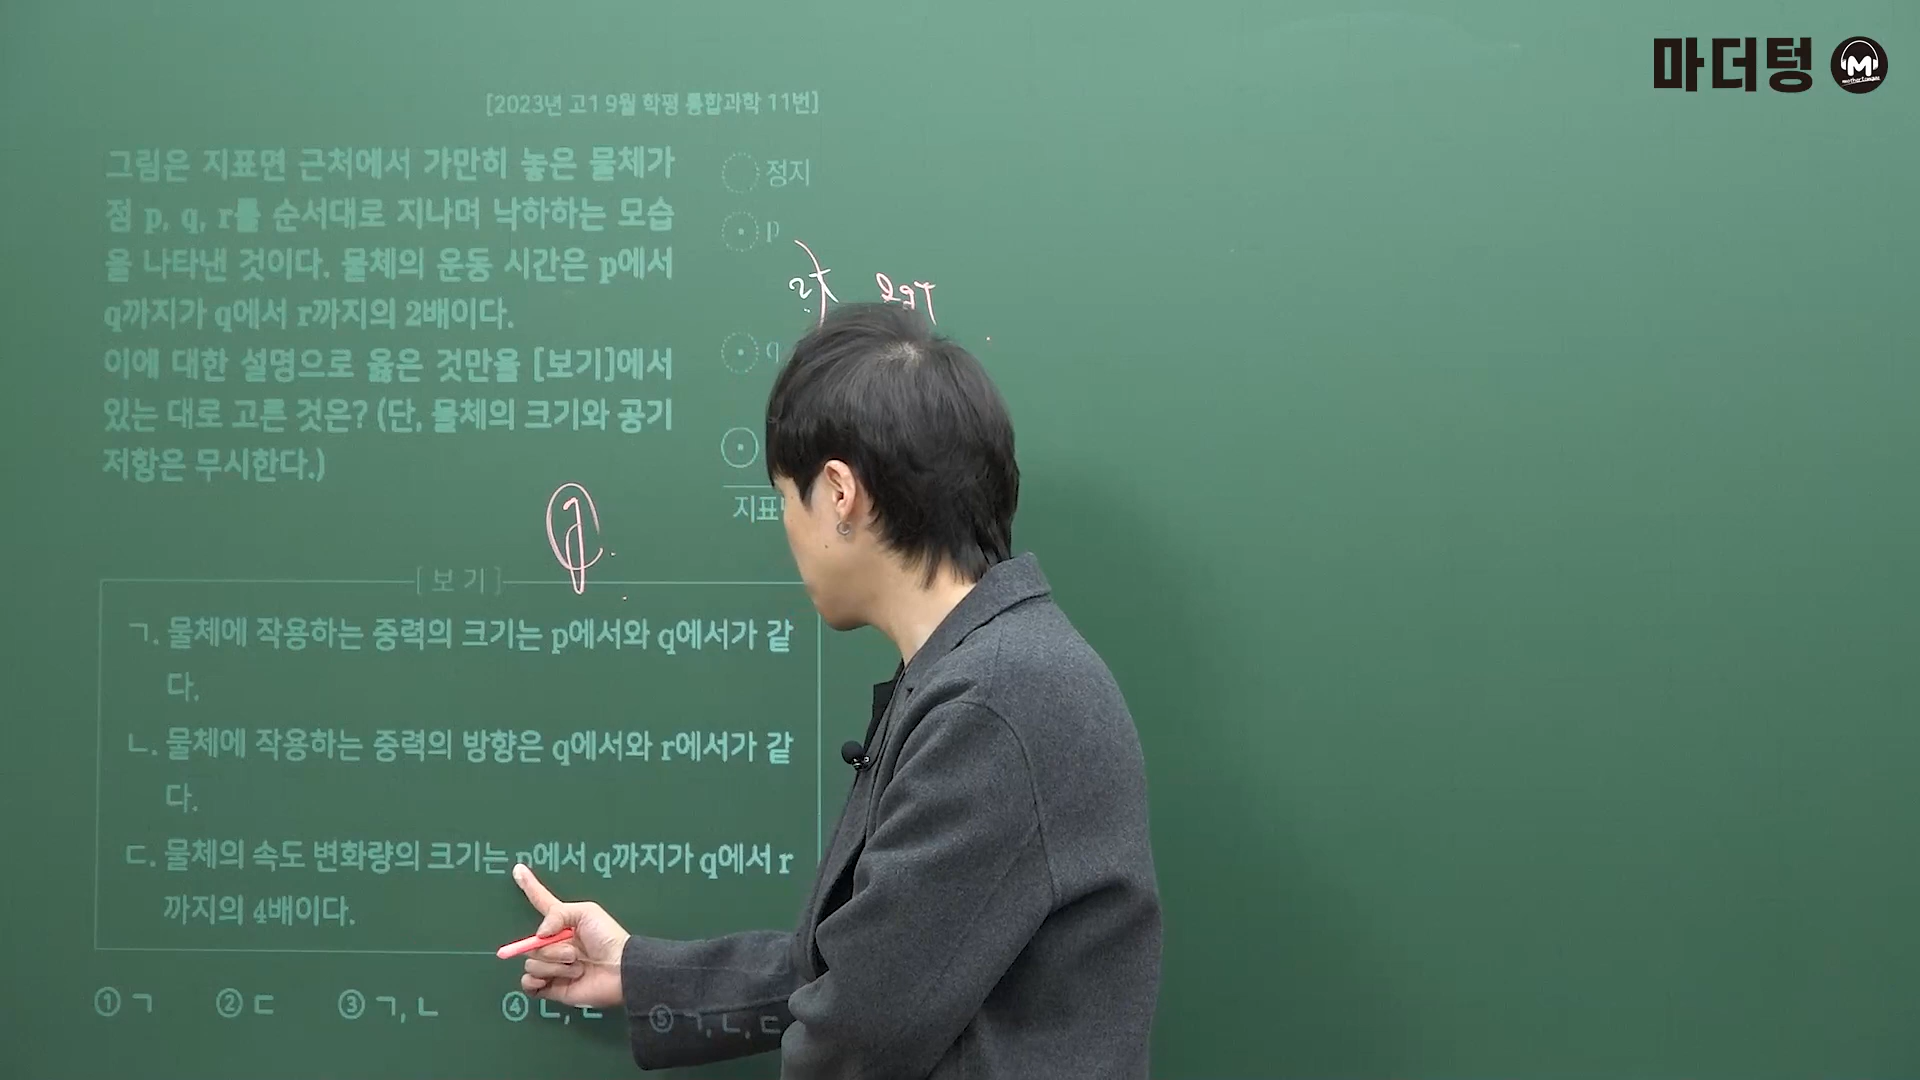 마더텅
[2023년 고1 9월 학평 통합과학 11번]
그림은 지표면 근처에서 가만히 놓은 물체가
점 p, q, r를 순서대로 지나며 낙하하는 모습
을 나타낸 것이다. 물체의 운동 시간은 p에서
q까지가 q에서 r까지의 2배이다.
이에 대한 설명으로 옳은 것만을 [보기]에서
있는 대로 고른 것은? (단, 물체의 크기와 공기
저항은 무시한다.)
정지
p
2t
2gt
q
g
[ 보 기 ]
ㄱ. 물체에 작용하는 중력의 크기는 p에서와 q에서가 같
다.
ㄴ. 물체에 작용하는 중력의 방향은 q에서와 r에서가 같
다.
ㄷ. 물체의 속도 변화량의 크기는 p에서 q까지가 q에서 r
까지의 4배이다.
① ㄱ ② ㄷ ③ ㄱ, ㄴ ④ ㄴ, ㄷ ⑤ ㄱ, ㄴ, ㄷ